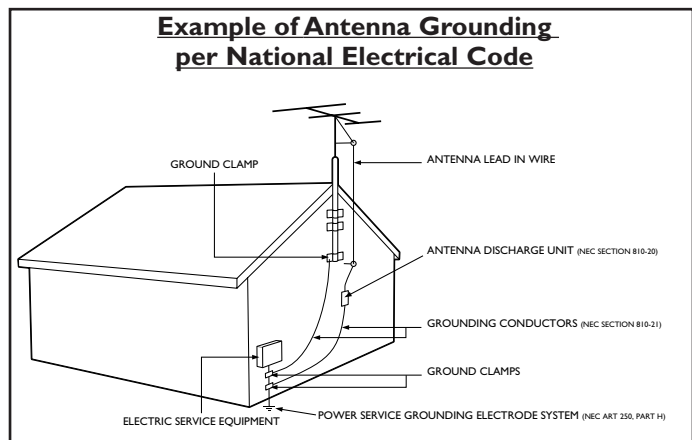 Example of Antenna Grounding
per National Electrical Code
GROUND CLAMP
ANTENNA LEAD IN WIRE
ANTENNA DISCHARGE UNIT (NEC SECTION 810-20)
GROUNDING CONDUCTORS (NEC SECTION 810-21)
GROUND CLAMPS
ELECTRIC SERVICE EQUIPMENT
POWER SERVICE GROUNDING ELECTRODE SYSTEM (NEC ART 250, PART H)